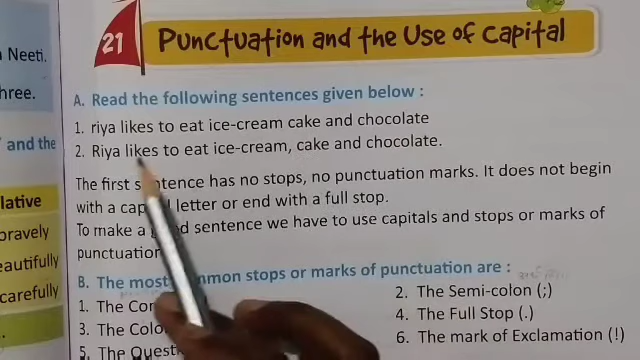 21 Punctuation and the Use of Capital
Neeti.
hree.
and the
lative
bravely
eautifully
carefully
A. Read the following sentences given below :
1. riya likes to eat ice-cream cake and chocolate
2. Riya likes to eat ice-cream, cake and chocolate.
The first sentence has no stops, no punctuation marks. It does not begin
with a cap letter or end with a full stop.
To make a g d sentence we have to use capitals and stops or marks of
punctuation
B. The most mmon stops or marks of punctuation are :
1. The Co
2. The Semi-colon (;)
3. The Colo
4. The Full Stop (.)
5. The Quest
6. The mark of Exclamation (!)